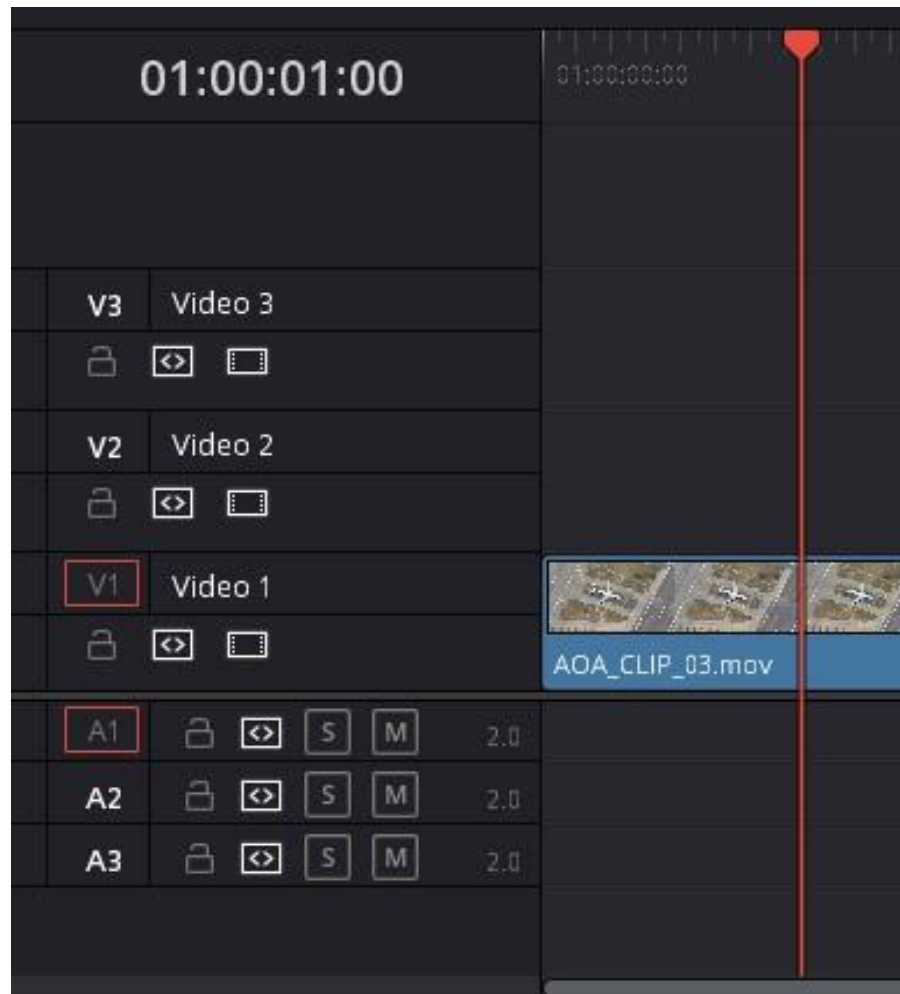 01:00:01:00
01:00:00:00
V3 Video 3
V2 Video 2
V1 Video 1
AOA_CLIP_03.mov
A1 S M 2.0
A2 S M 2.0
A3 S M 2.0